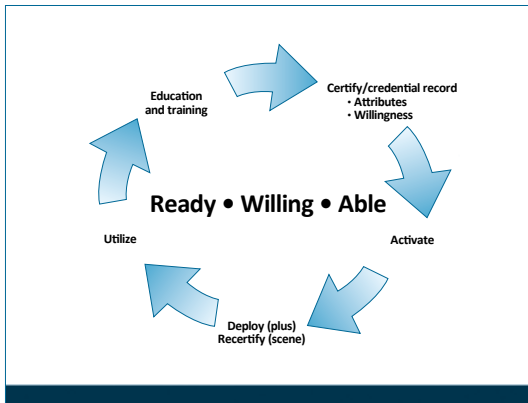 Education
and training
Certify/credential record
• Attributes
• Willingness
Ready • Willing • Able
Utilize
Activate
Deploy (plus)
Recertify (scene)